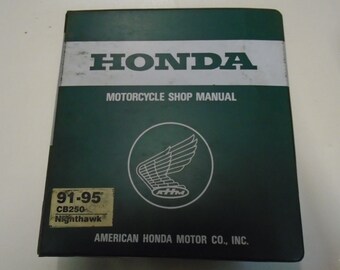 HONDA
MOTORCYCLE SHOP MANUAL
91-95
CB250
Nighthawk
AMERICAN HONDA MOTOR CO., INC.